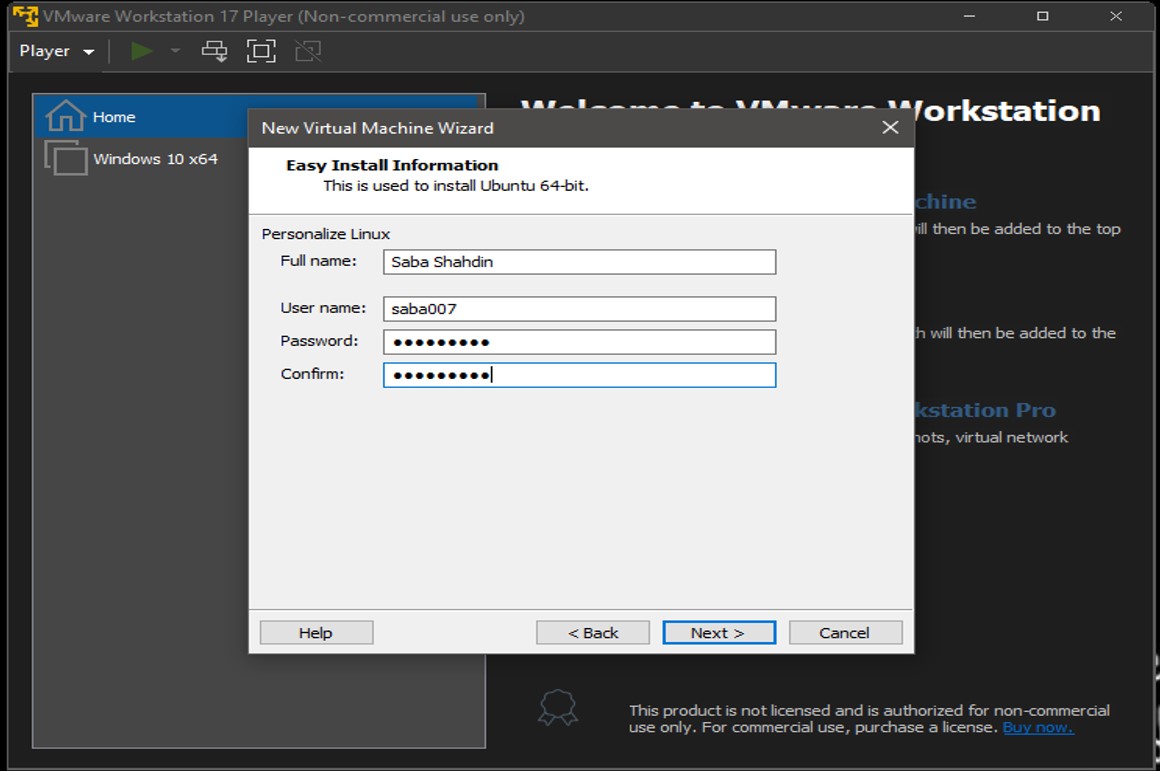 VMware Workstation 17 Player (Non-commercial use only)
Player
Home
Windows 10 x64
Welcome to VMware Workstation
New Virtual Machine Wizard
Easy Install Information
This is used to install Ubuntu 64-bit.
Personalize Linux
Full name: Saba Shahdin
User name: saba007
Password: ●●●●●●●●●
Confirm: ●●●●●●●●●
will then be added to the top
will then be added to the
Pro
virtual network
Help < Back Next > Cancel
This product is not licensed and is authorized for non-commercial
use only. For commercial use, purchase a license. Buy now.